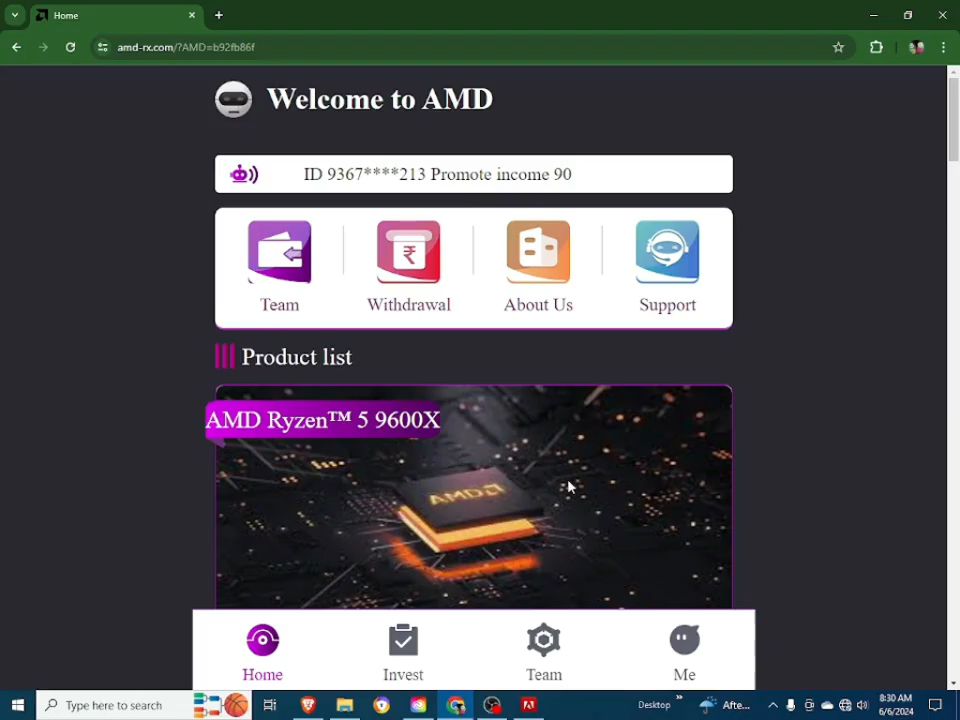 Home
amd-rx.com/?AMD=b92fb86f
Welcome to AMD
ID 9367****213 Promote income 90
₹
Team
Withdrawal
About Us
Support
Product list
AMD Ryzen™ 5 9600X
AMD
Home
Invest
Team
Me
Type here to search
Desktop
»
Afte...
8:30 AM
6/6/2024